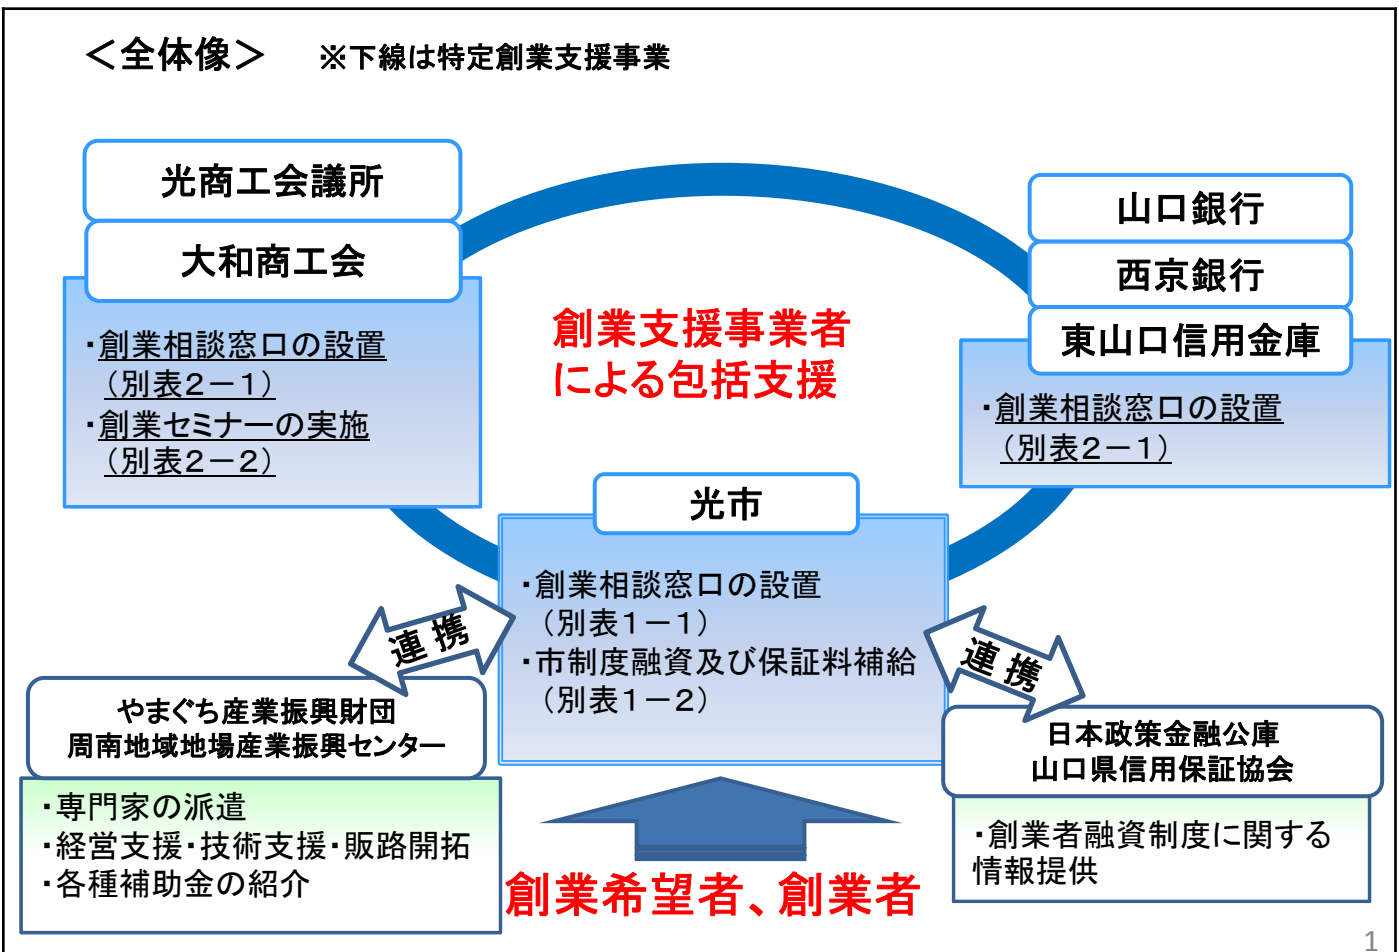 ＜全体像＞　※下線は特定創業支援事業
光商工会議所
大和商工会
・創業相談窓口の設置
（別表２－１）
・創業セミナーの実施
（別表２－２）
創業支援事業者
による包括支援
山口銀行
西京銀行
東山口信用金庫
・創業相談窓口の設置
（別表２－１）
光市
・創業相談窓口の設置
（別表１－１）
・市制度融資及び保証料補給
（別表１－２）
連携
連携
やまぐち産業振興財団
周南地域地場産業振興センター
・専門家の派遣
・経営支援・技術支援・販路開拓
・各種補助金の紹介
日本政策金融公庫
山口県信用保証協会
・創業者融資制度に関する
情報提供
創業希望者、創業者
1